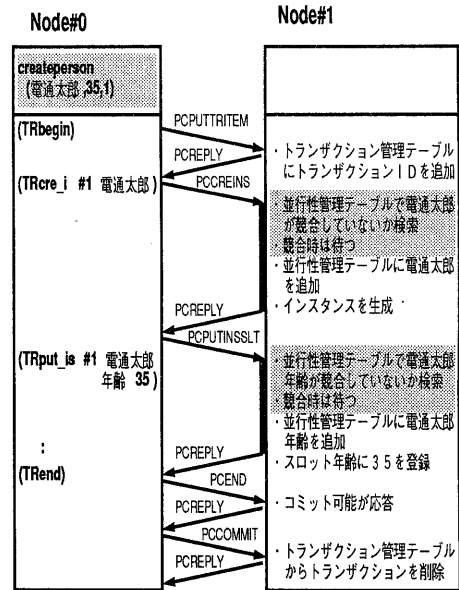 Node#0
Node#1
createperson
(電通太郎,35,1)
(TRbegin)
PCPUTTRITEM
PCREPLY
・トランザクション管理テーブル
にトランザクションIDを追加
(TRcre_i #1 電通太郎)
PCCREINS
・並行性管理テーブルで電通太郎
が競合していないか検索
・競合時は待つ
・並行性管理テーブルに電通太郎
を追加
・インスタンスを生成
PCREPLY
PCPUTINSSLT
(TRput_is #1 電通太郎
年齢 35)
・並行性管理テーブルで電通太郎
年齢が競合していないか検索
・競合時は待つ
・並行性管理テーブルに電通太郎
年齢を追加
・スロット年齢に35を登録
:
PCREPLY
(TRend)
PCEND
・コミット可能か応答
PCREPLY
PCCOMMIT
・トランザクション管理テーブル
からトランザクションを削除
PCREPLY